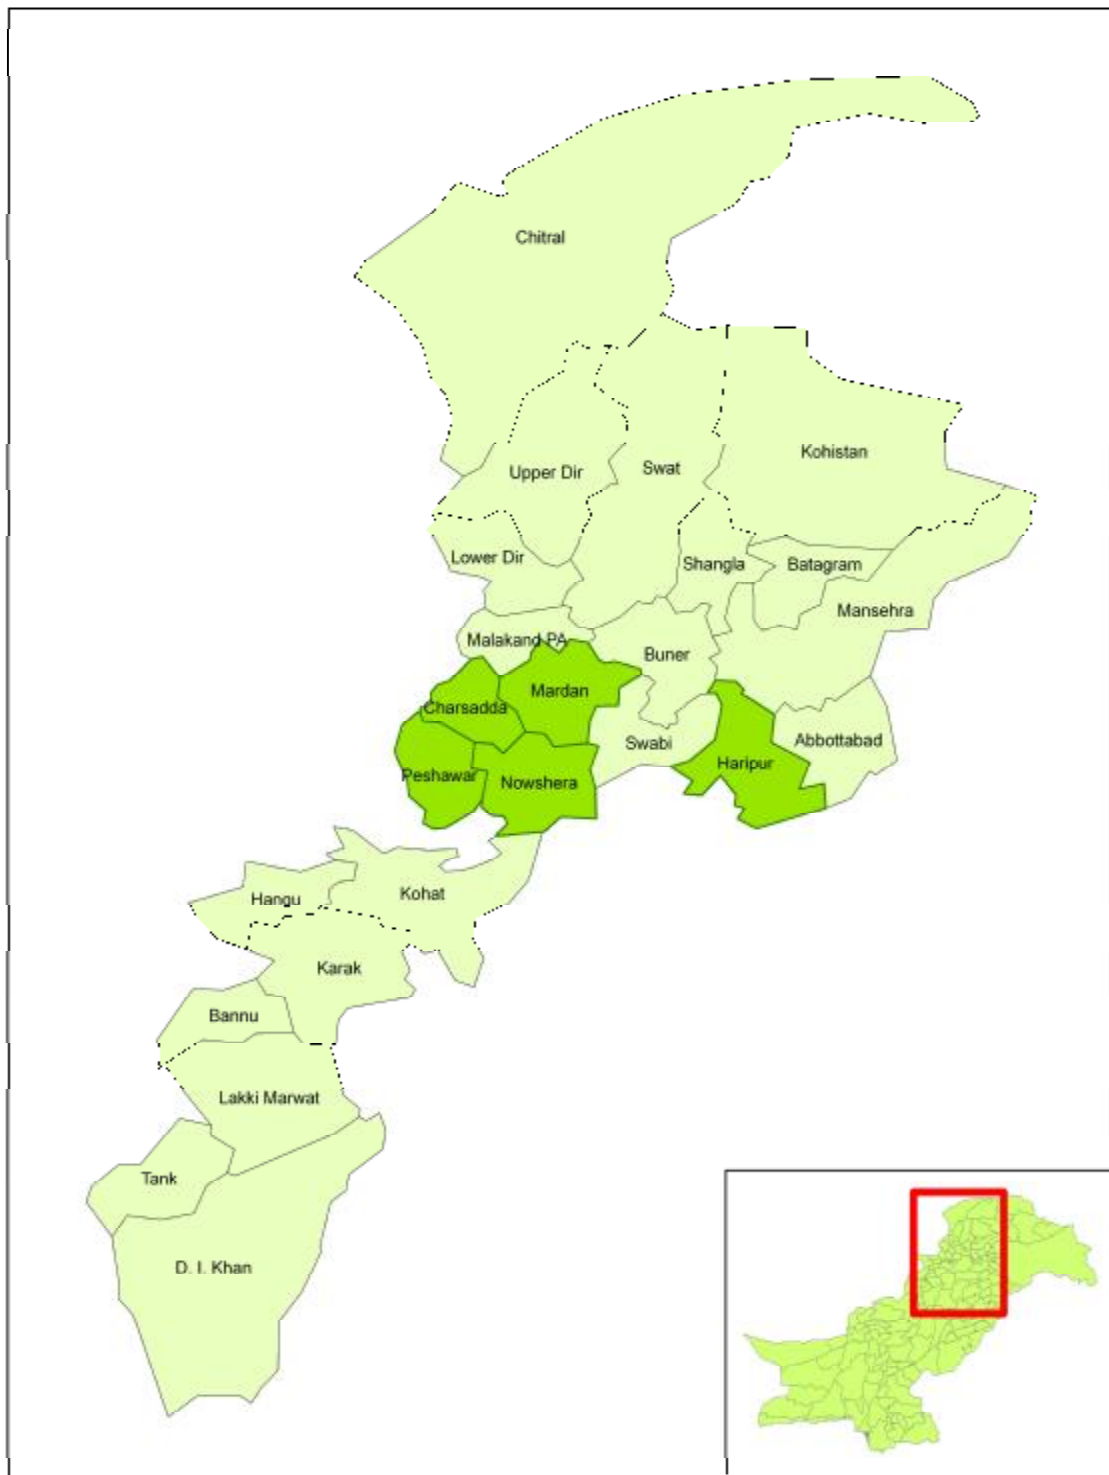 Chitral
Kohistan
Swat
Upper Dir
Lower Dir
Shangla
Batagram
Mansehra
Malakand PA
Buner
Mardan
Charsadda
Swabi
Abbottabad
Haripur
Peshawar
Nowshera
Kohat
Hangu
Karak
Bannu
Lakki Marwat
Tank
D. I. Khan